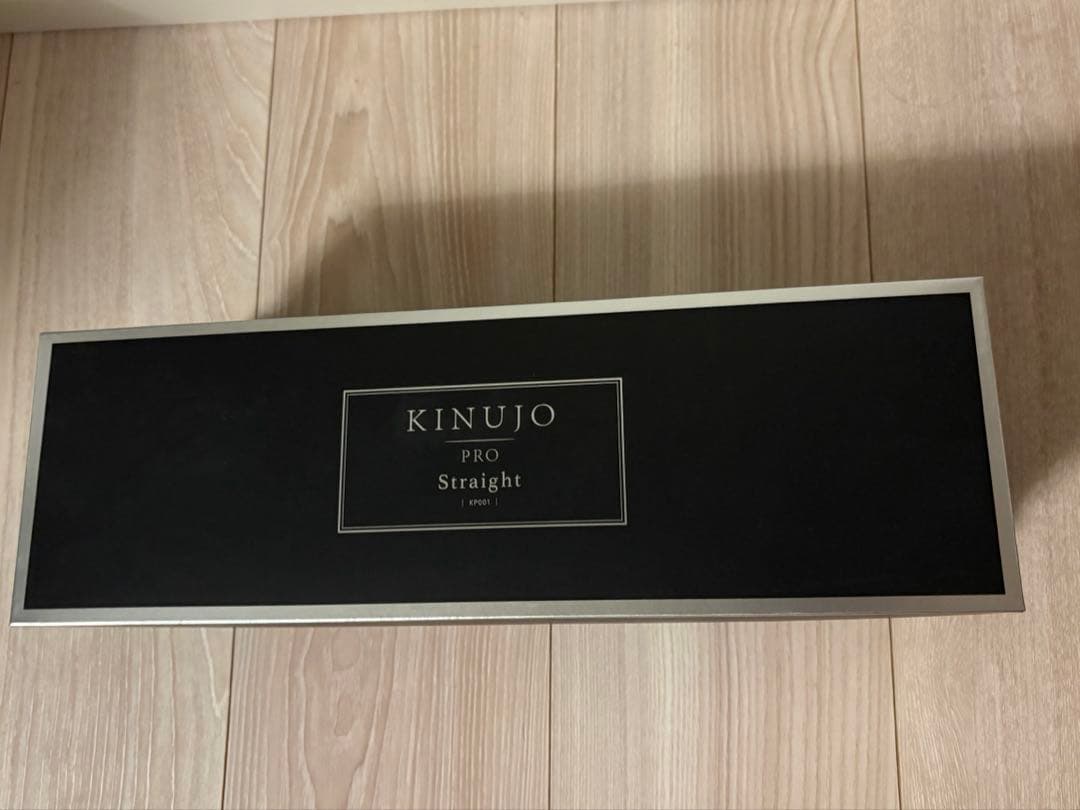 KINUJO
PRO
Straight
| KP001 |